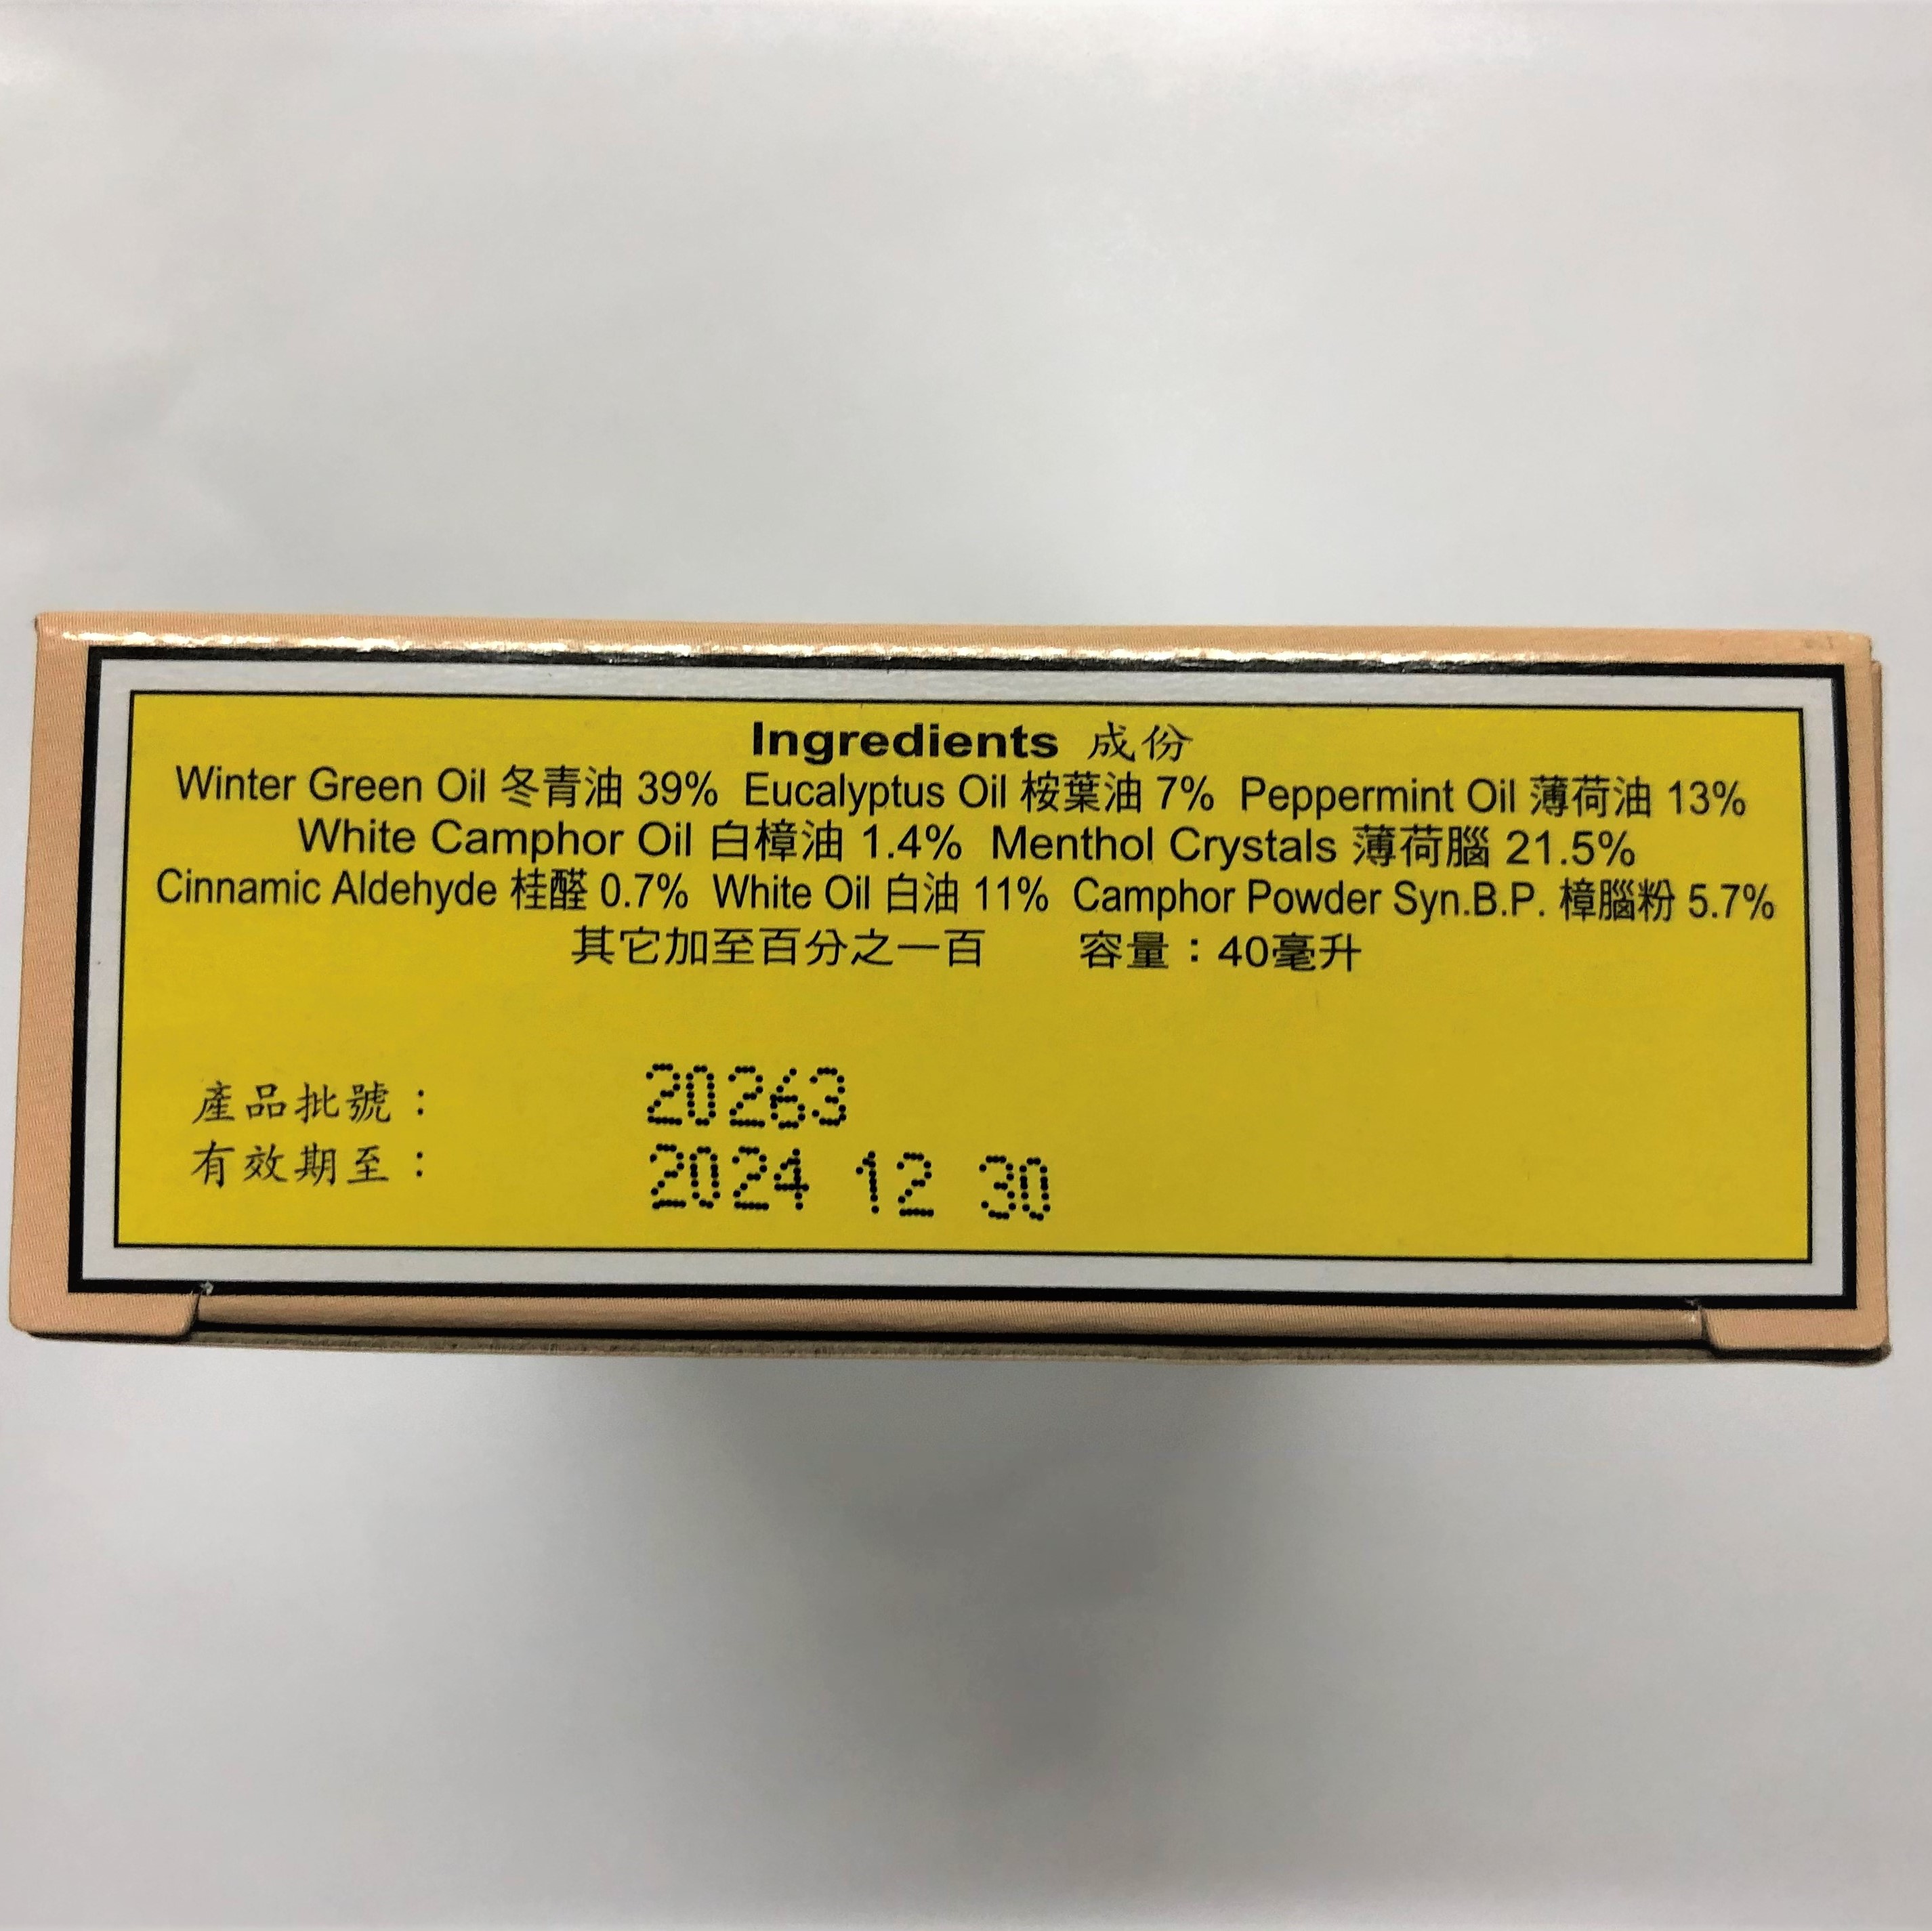 Ingredients 成份
Winter Green Oil 冬青油 39% Eucalyptus Oil 桉葉油 7% Peppermint Oil 薄荷油 13%
White Camphor Oil 白樟油 1.4% Menthol Crystals 薄荷腦 21.5%
Cinnamic Aldehyde 桂醛 0.7% White Oil 白油 11% Camphor Powder Syn.B.P. 樟腦粉 5.7%
其它加至百分之一百 容量：40毫升
產品批號： 20263
有效期至： 2024 12 30